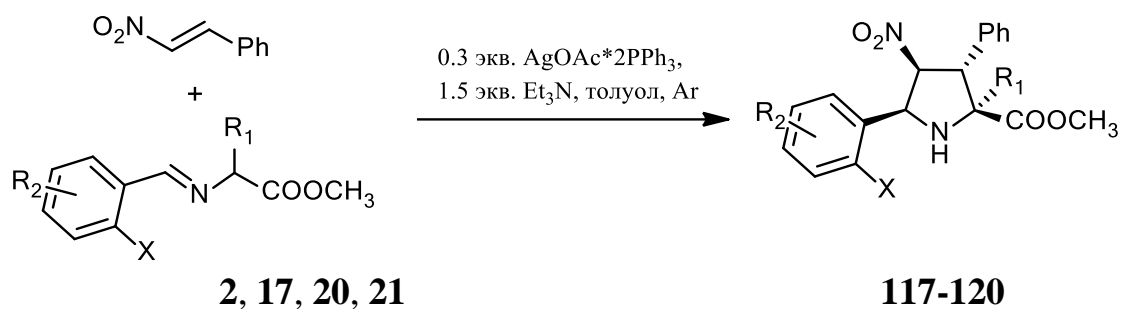 O₂N
Ph
+
R₁
R₂
N
COOCH₃
X
2, 17, 20, 21
0.3 экв. AgOAc*2PPh₃,
1.5 экв. Et₃N, толуол, Ar
O₂N
Ph
R₁
R₂
N
H
COOCH₃
X
117-120